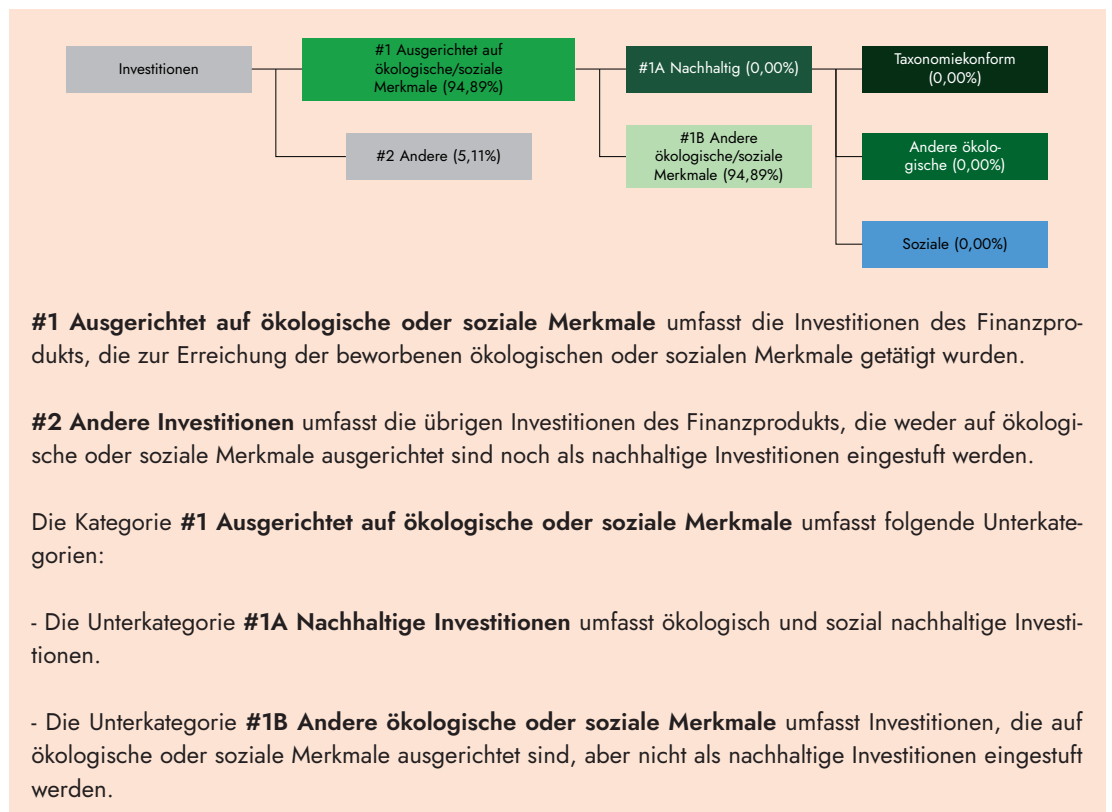 Investitionen
#1 Ausgerichtet auf
ökologische/soziale
Merkmale (94,89%)
#1A Nachhaltig (0,00%)
Taxonomiekonform
(0,00%)
#2 Andere (5,11%)
#1B Andere
ökologische/soziale
Merkmale (94,89%)
Andere ökolo-
gische (0,00%)
Soziale (0,00%)
#1 Ausgerichtet auf ökologische oder soziale Merkmale umfasst die Investitionen des Finanzpro-
dukts, die zur Erreichung der beworbenen ökologischen oder sozialen Merkmale getätigt wurden.
#2 Andere Investitionen umfasst die übrigen Investitionen des Finanzprodukts, die weder auf ökologi-
sche oder soziale Merkmale ausgerichtet sind noch als nachhaltige Investitionen eingestuft werden.
Die Kategorie #1 Ausgerichtet auf ökologische oder soziale Merkmale umfasst folgende Unterkate-
gorien:
- Die Unterkategorie #1A Nachhaltige Investitionen umfasst ökologisch und sozial nachhaltige Investi-
tionen.
- Die Unterkategorie #1B Andere ökologische oder soziale Merkmale umfasst Investitionen, die auf
ökologische oder soziale Merkmale ausgerichtet sind, aber nicht als nachhaltige Investitionen eingestuft
werden.